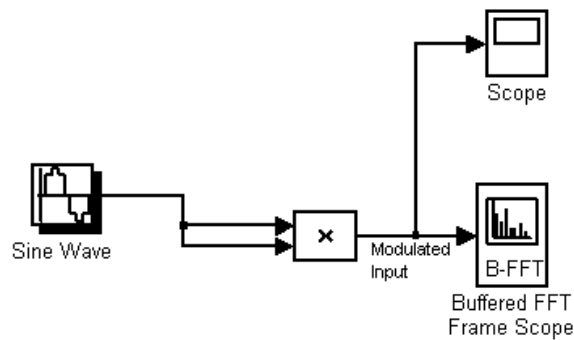 Scope
Sine Wave
×
Modulated
Input
B-FFT
Buffered FFT
Frame Scope